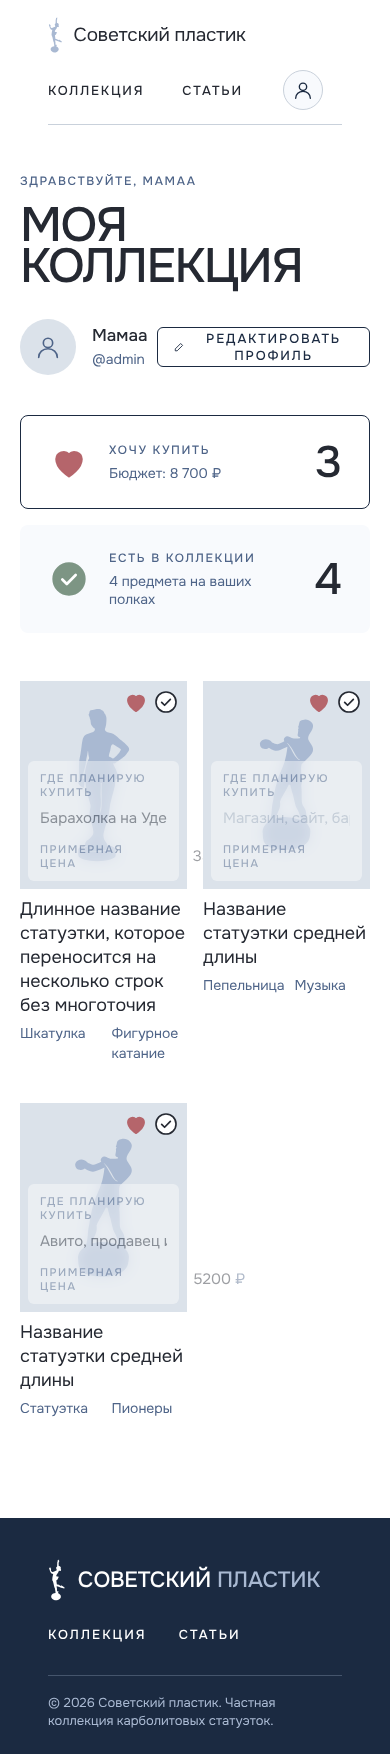 Советский пластик
КОЛЛЕКЦИЯ СТАТЬИ
ЗДРАВСТВУЙТЕ, МАМАА
МОЯ
КОЛЛЕКЦИЯ
Мамаа
@admin
РЕДАКТИРОВАТЬ
ПРОФИЛЬ
ХОЧУ КУПИТЬ
Бюджет: 8 700 ₽
3
ЕСТЬ В КОЛЛЕКЦИИ
4 предмета на ваших
полках
4
ГДЕ ПЛАНИРУЮ
КУПИТЬ
Барахолка на Уде
ПРИМЕРНАЯ
ЦЕНА
3
Длинное название
статуэтки, которое
переносится на
несколько строк
без многоточия
Шкатулка Фигурное
катание
ГДЕ ПЛАНИРУЮ
КУПИТЬ
Магазин, сайт, ба
ПРИМЕРНАЯ
ЦЕНА
Название
статуэтки средней
длины
Пепельница Музыка
ГДЕ ПЛАНИРУЮ
КУПИТЬ
Авито, продавец
ПРИМЕРНАЯ
ЦЕНА
5200 ₽
Название
статуэтки средней
длины
Статуэтка Пионеры
СОВЕТСКИЙ ПЛАСТИК
КОЛЛЕКЦИЯ СТАТЬИ
© 2026 Советский пластик. Частная
коллекция карболитовых статуэток.